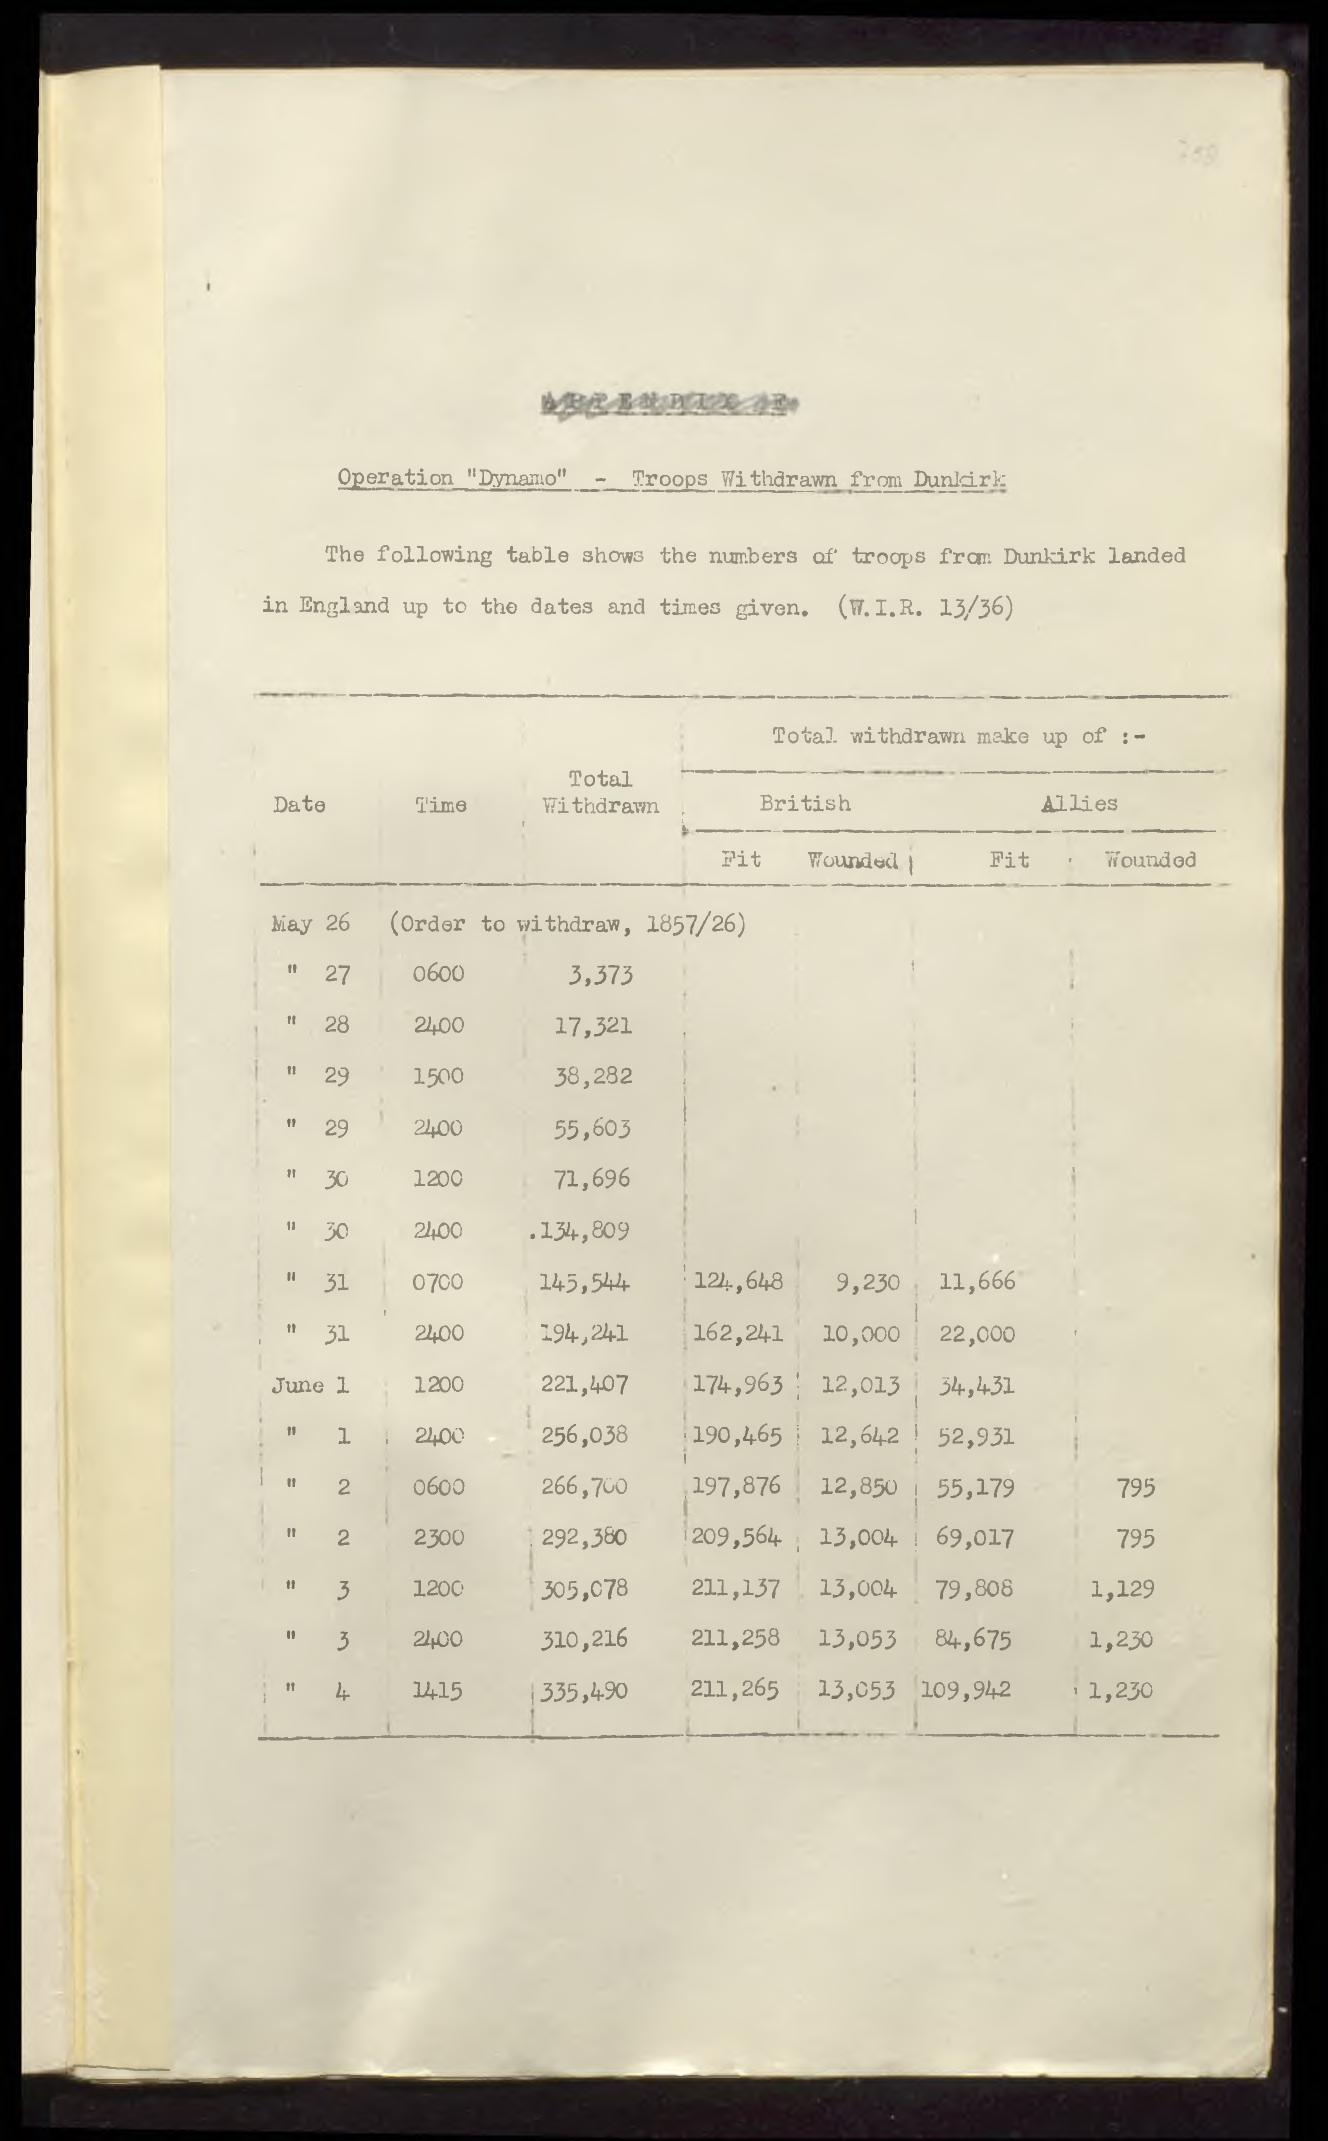 APPENDIX E.
Operation "Dynamo" - Troops Withdrawn from Dunkirk
The following table shows the numbers of troops from Dunkirk landed
in England up to the dates and times given. (W.I.R. 13/36)
Total withdrawn make up of :-
Date Time Total Withdrawn British Allies
Fit Wounded Fit Wounded
May 26 (Order to withdraw, 1857/26)
" 27 0600 3,373
" 28 2400 17,321
" 29 1500 38,282
" 29 2400 55,603
" 30 1200 71,696
" 30 2400 .134,809
" 31 0700 145,544 124,648 9,230 11,666
" 31 2400 194,241 162,241 10,000 22,000
June 1 1200 221,407 174,963 12,013 34,431
" 1 2400 256,038 190,465 12,642 52,931
" 2 0600 266,700 197,876 12,850 55,179 795
" 2 2300 292,380 209,564 13,004 69,017 795
" 3 1200 305,078 211,137 13,004 79,808 1,129
" 3 2400 310,216 211,258 13,053 84,675 1,230
" 4 1415 335,490 211,265 13,053 109,942 1,230